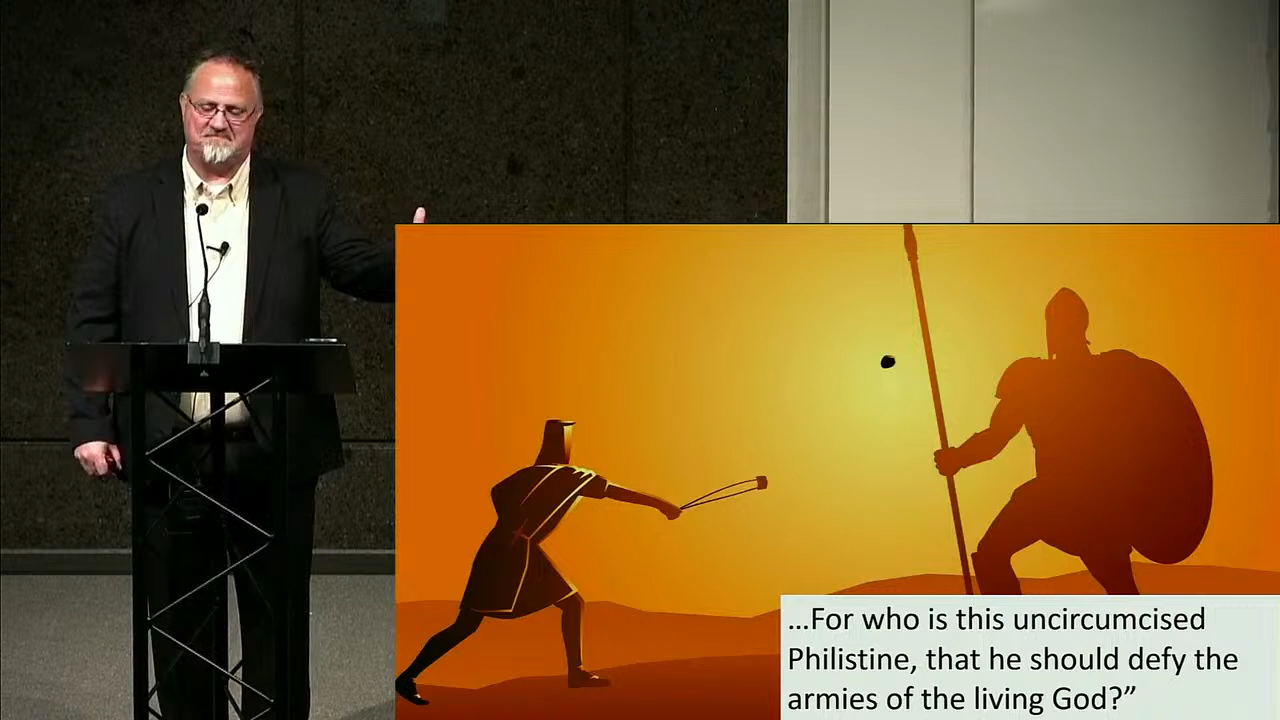 …For who is this uncircumcised
Philistine, that he should defy the
armies of the living God?”